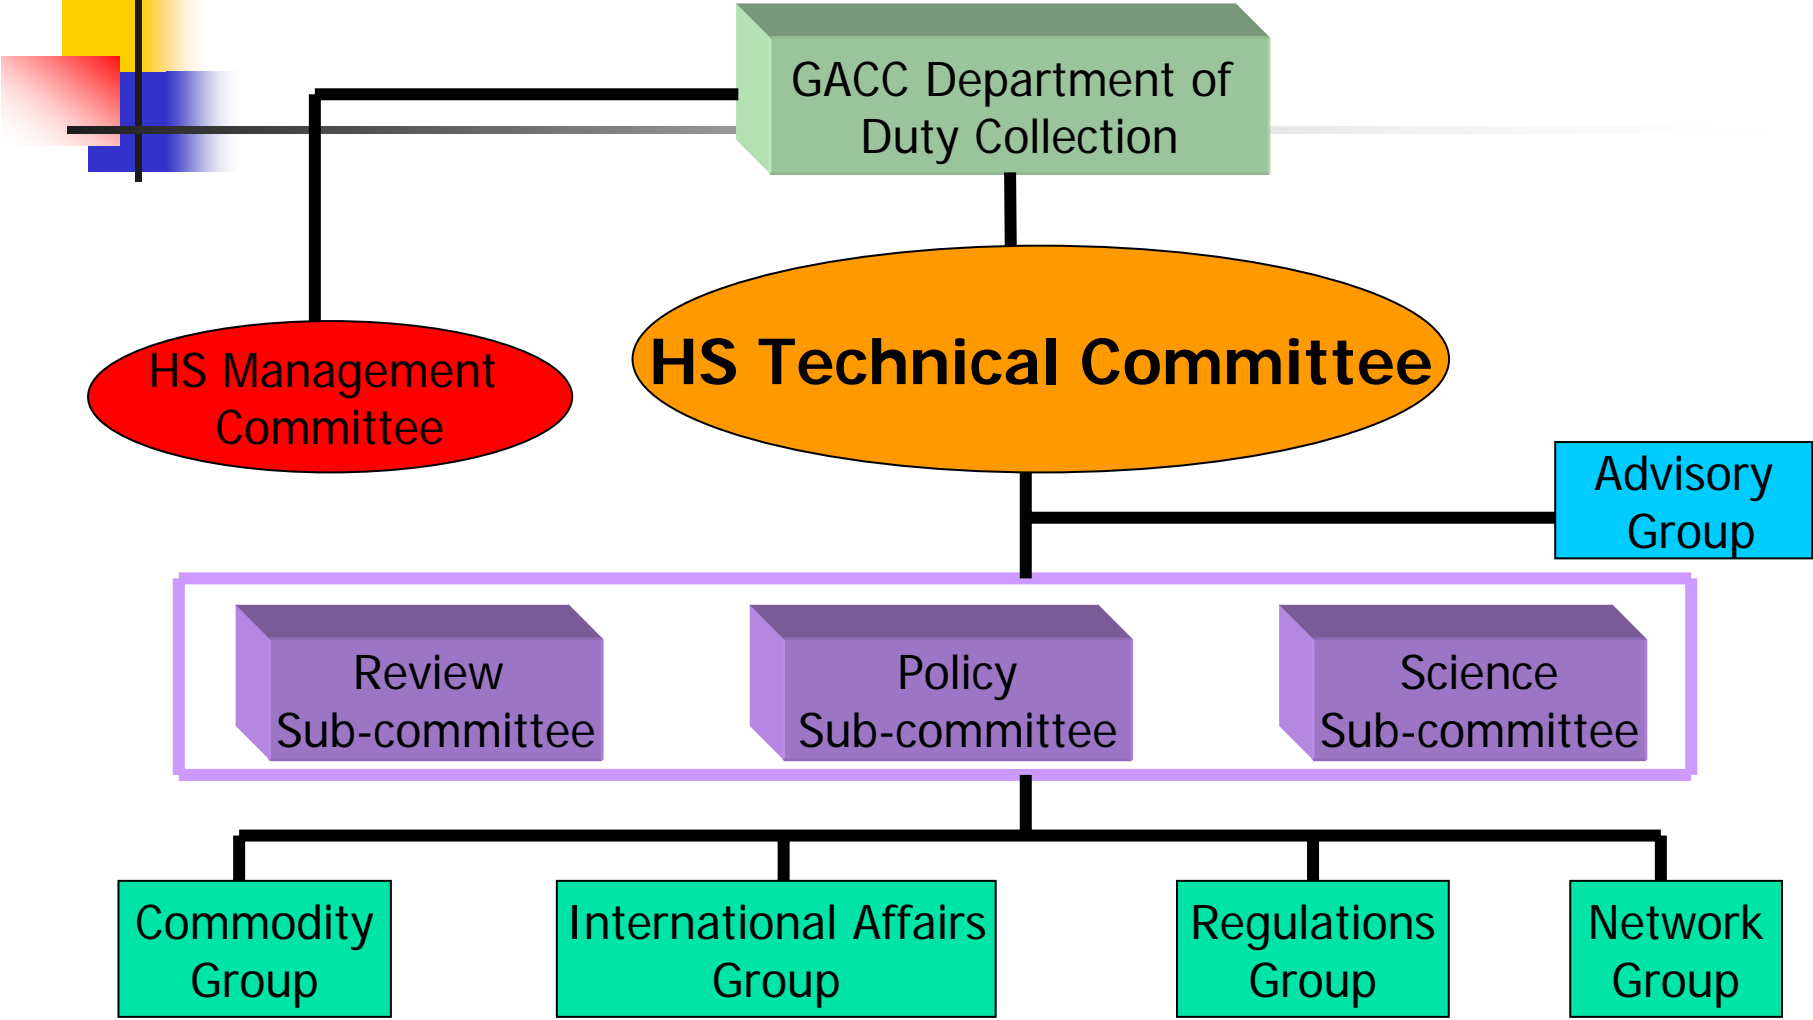 GACC Department of
Duty Collection
HS Management
Committee
HS Technical Committee
Advisory
Group
Review
Sub-committee
Policy
Sub-committee
Science
Sub-committee
Commodity
Group
International Affairs
Group
Regulations
Group
Network
Group